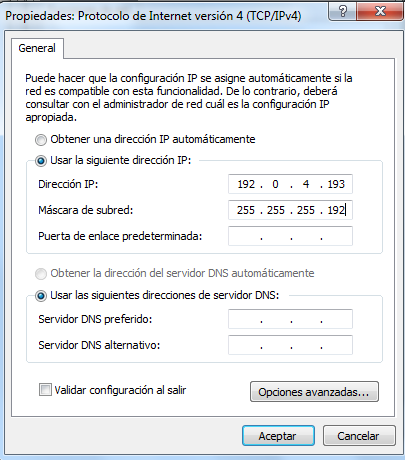 Propiedades: Protocolo de Internet versión 4 (TCP/IPv4)
General
Puede hacer que la configuración IP se asigne automáticamente si la
red es compatible con esta funcionalidad. De lo contrario, deberá
consultar con el administrador de red cuál es la configuración IP
apropiada.
Obtener una dirección IP automáticamente
Usar la siguiente dirección IP:
Dirección IP: 192 . 0 . 4 . 193
Máscara de subred: 255 . 255 . 255 . 192
Puerta de enlace predeterminada: . . .
Obtener la dirección del servidor DNS automáticamente
Usar las siguientes direcciones de servidor DNS:
Servidor DNS preferido: . . .
Servidor DNS alternativo: . . .
Validar configuración al salir
Opciones avanzadas...
Aceptar
Cancelar